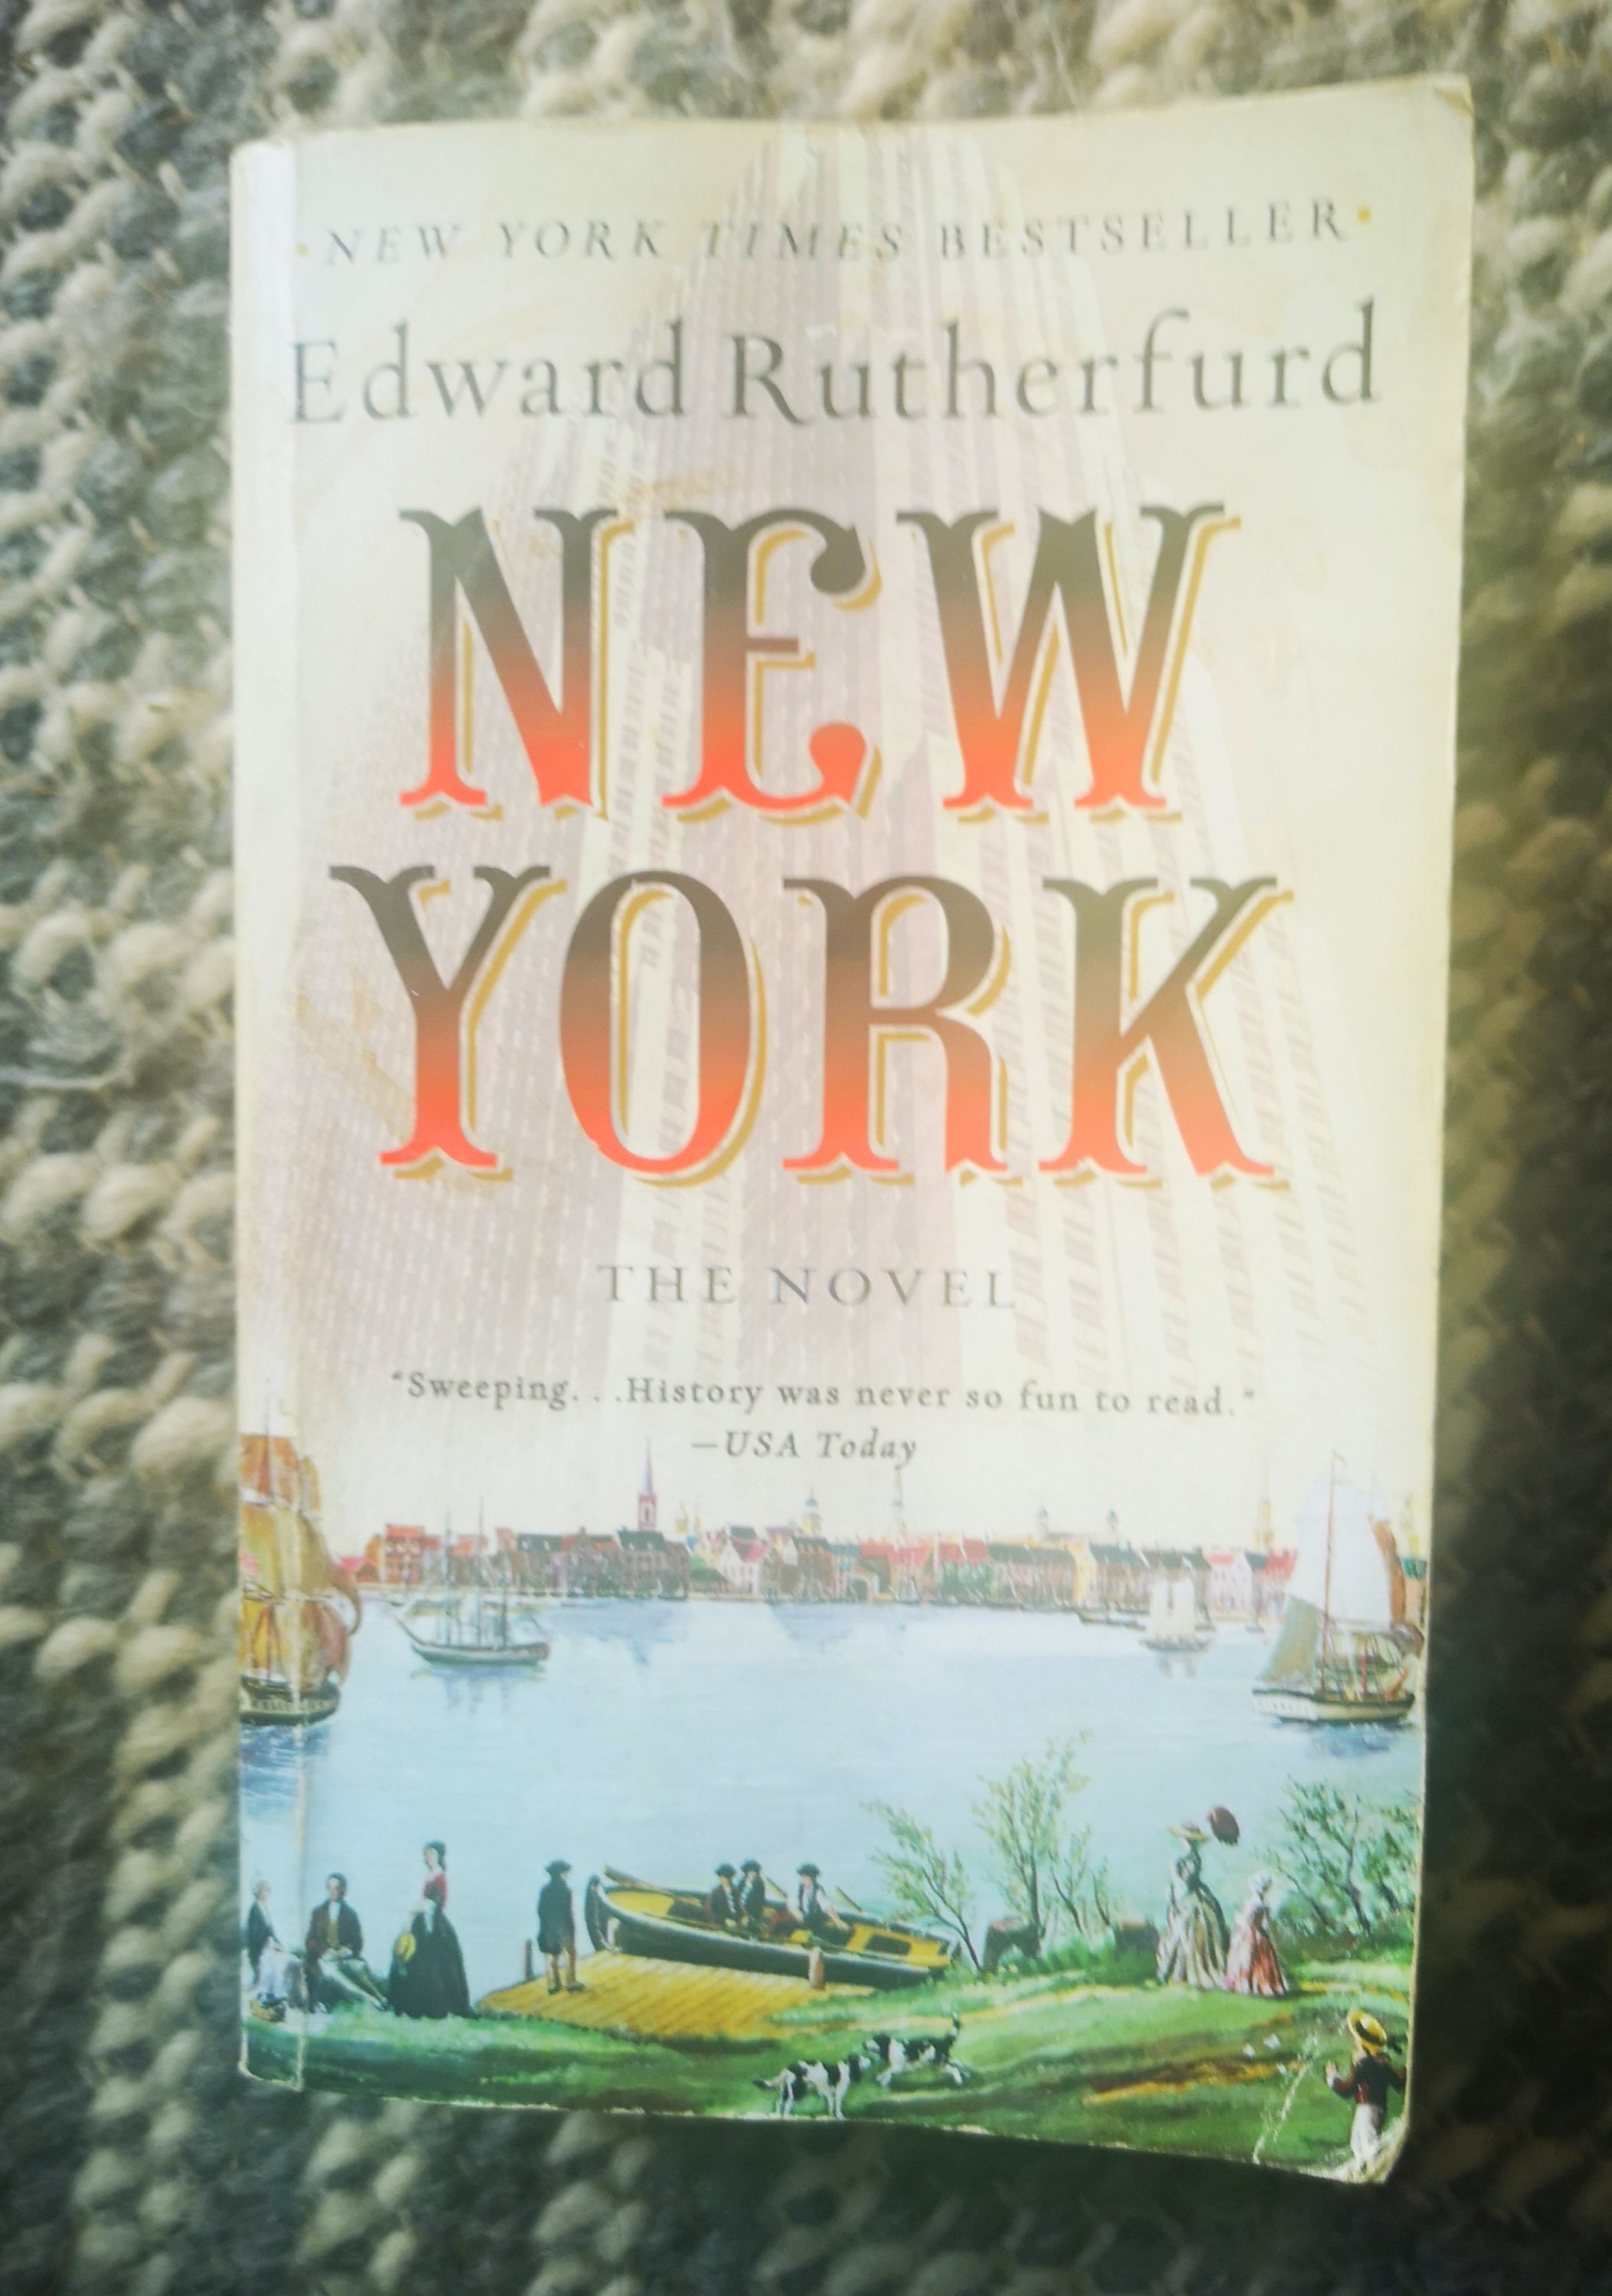 • NEW YORK TIMES BESTSELLER •
Edward Rutherfurd
NEW
YORK
THE NOVEL
"Sweeping. . .History was never so fun to read."
—USA Today